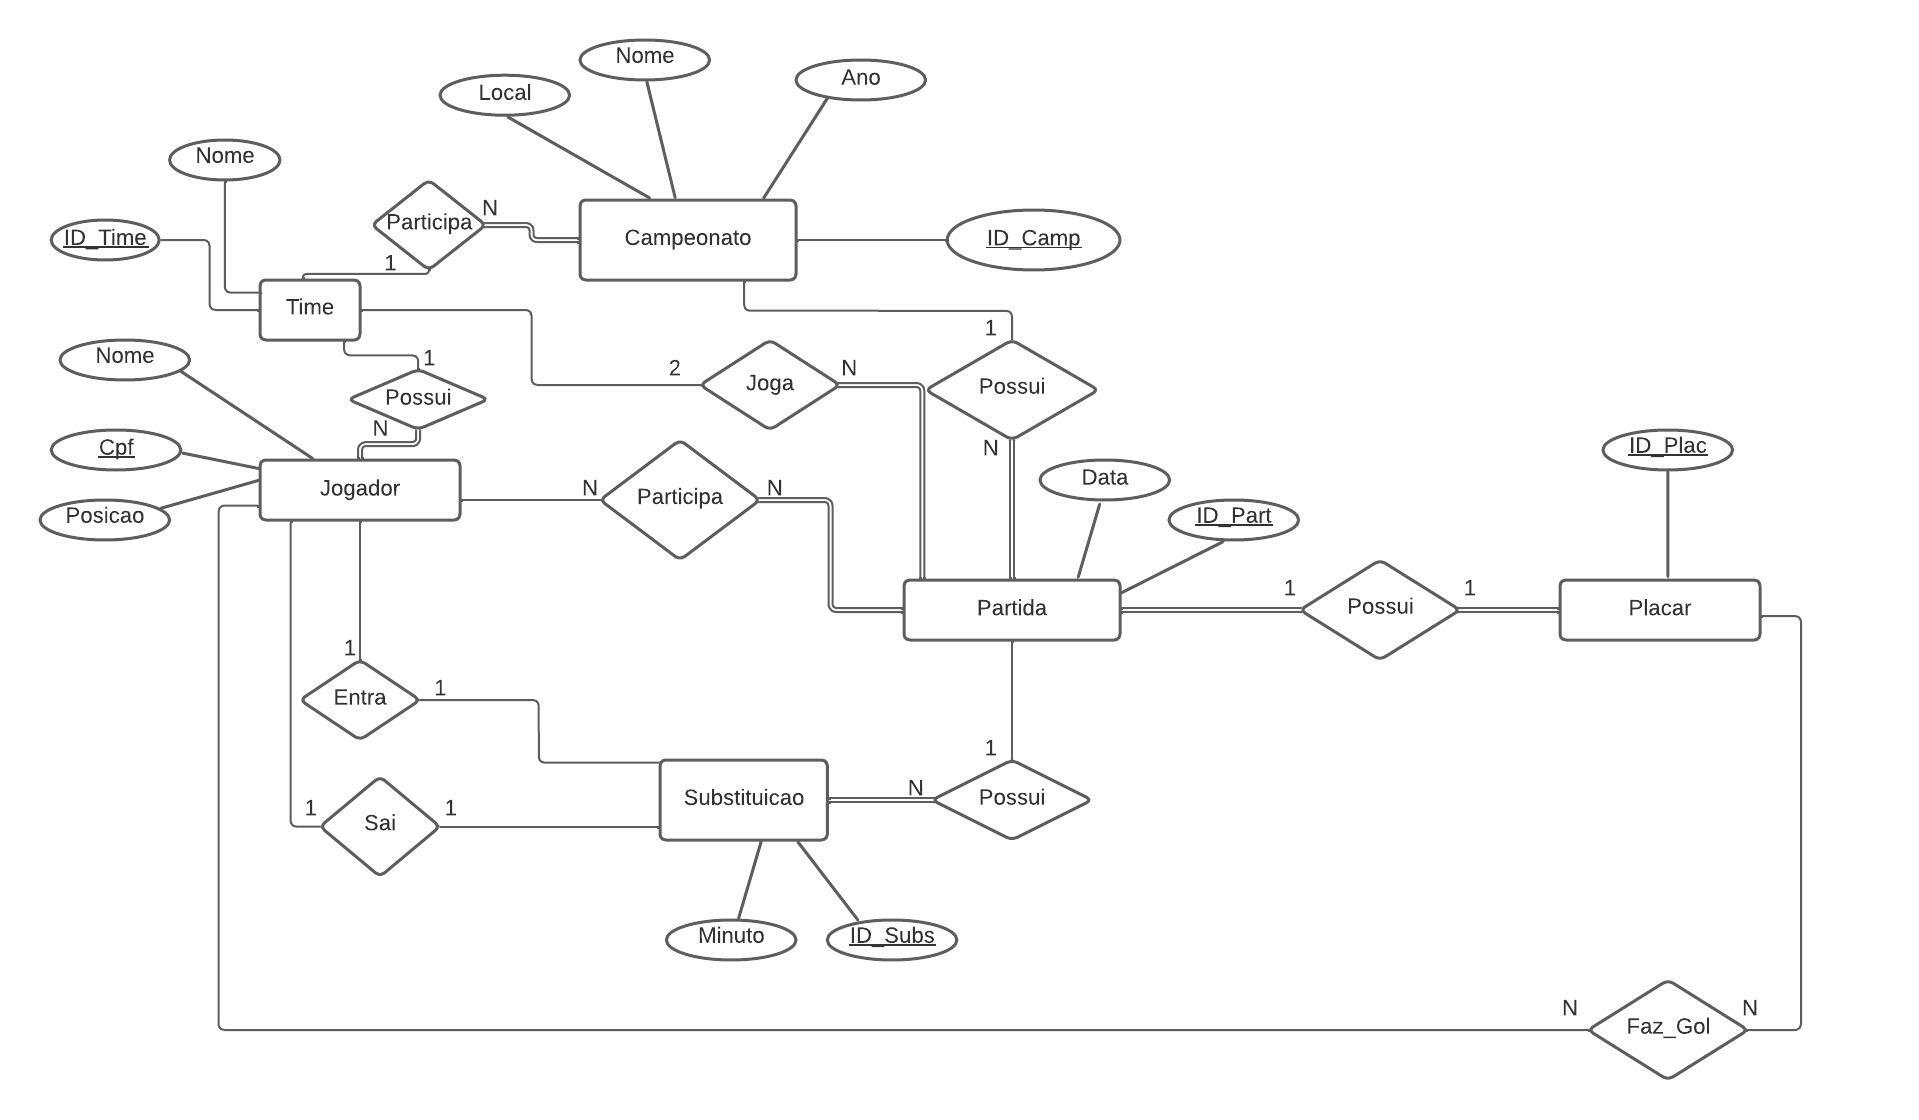 Nome
Local
Ano
Nome
N
Participa
ID_Time
Campeonato
ID_Camp
1
Time
1
Nome
1
2
N
Joga
Possui
Possui
N
Cpf
N
ID_Plac
Data
Jogador
N
Participa
N
Posicao
ID_Part
1
1
Partida
Possui
Placar
1
Entra
1
1
N
Possui
Substituicao
1
1
Sai
Minuto
ID_Subs
N
N
Faz_Gol